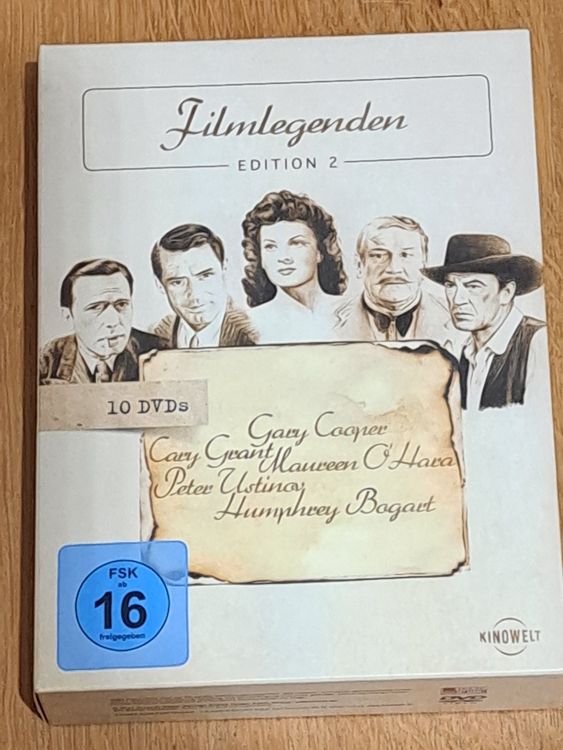 Filmlegenden
EDITION 2
10 DVDs
Gary Cooper
Cary Grant
Maureen O'Hara
Peter Ustinov
Humphrey Bogart
FSK
ab
16
freigegeben
KINOWELT
DVD